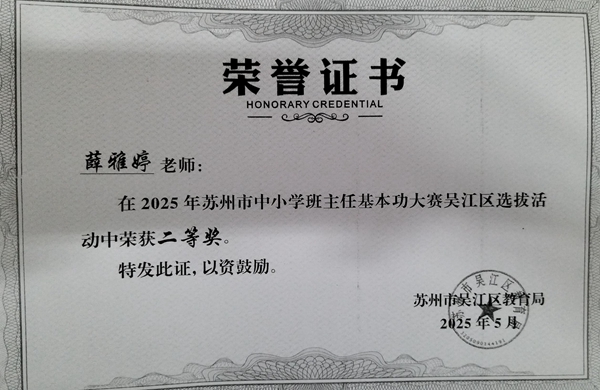 荣誉证书
HONORARY CREDENTIAL
薛雅婷 老师：
在 2025 年苏州市中小学班主任基本功大赛吴江区选拔活
动中荣获二等奖。
特发此证，以资鼓励。
苏州市吴江区教育局
2025 年 5 月